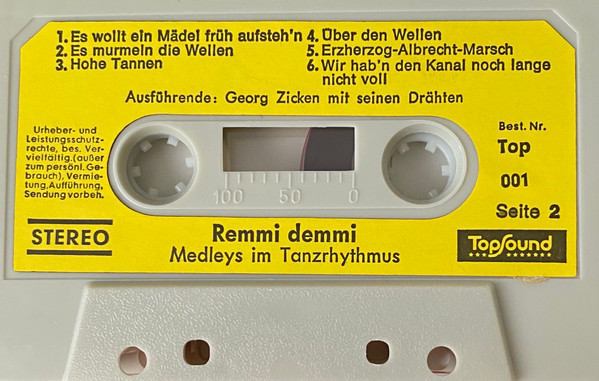 1. Es wollt ein Mädel früh aufsteh'n
2. Es murmeln die Wellen
3. Hohe Tannen
4. Über den Wellen
5. Erzherzog-Albrecht-Marsch
6. Wir hab'n den Kanal noch lange
nicht voll
Ausführende: Georg Zicken mit seinen Drähten
Urheber- und
Leistungsschutz-
rechte, bes. Ver-
vielfältig.(außer
zum persönl. Ge-
brauch), Vermie-
tung,Aufführung,
Sendung vorbeh.
100 50 0
Best. Nr.
Top
001
Seite 2
STEREO
Remmi demmi
Medleys im Tanzrhythmus
TopSound